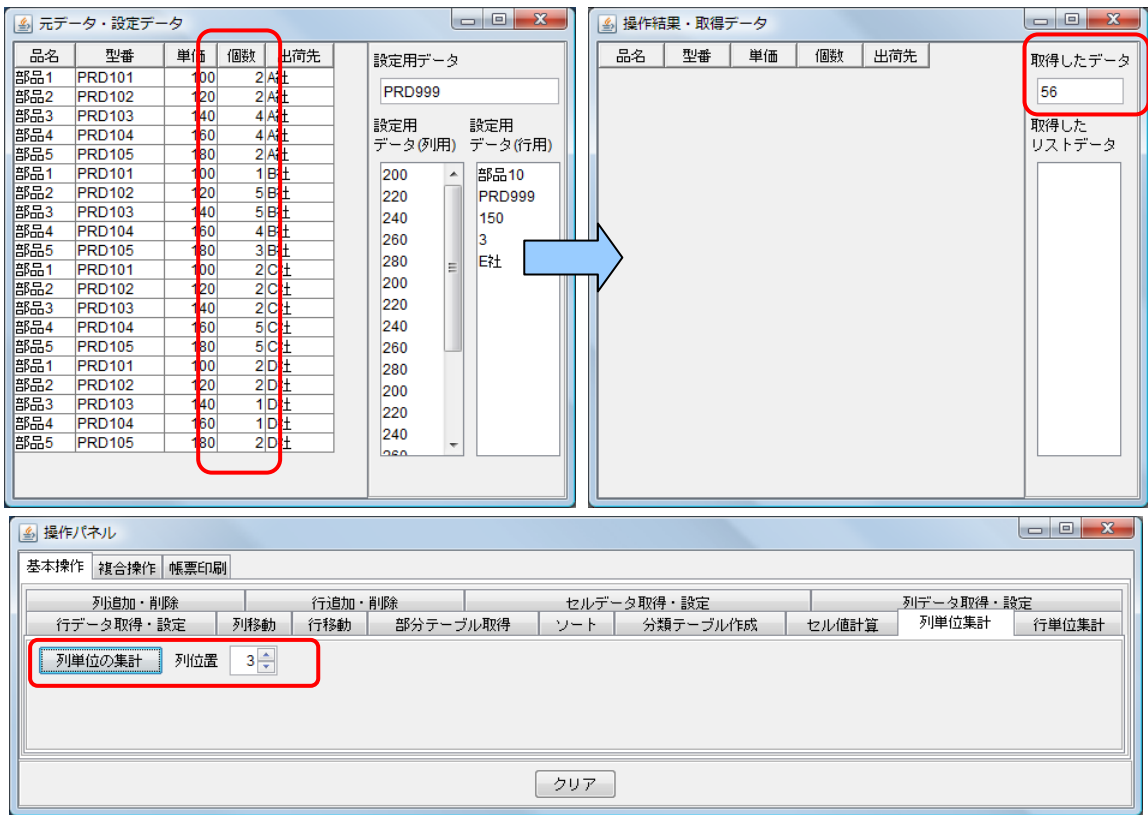 元データ・設定データ
品名 型番 単価 個数 出荷先
部品1 PRD101 100 2 A社
部品2 PRD102 120 2 A社
部品3 PRD103 140 4 A社
部品4 PRD104 160 4 A社
部品5 PRD105 180 2 A社
部品1 PRD101 100 1 B社
部品2 PRD102 120 5 B社
部品3 PRD103 140 5 B社
部品4 PRD104 160 4 B社
部品5 PRD105 180 3 B社
部品1 PRD101 100 2 C社
部品2 PRD102 120 2 C社
部品3 PRD103 140 2 C社
部品4 PRD104 160 5 C社
部品5 PRD105 180 5 C社
部品1 PRD101 100 2 D社
部品2 PRD102 120 2 D社
部品3 PRD103 140 1 D社
部品4 PRD104 160 1 D社
部品5 PRD105 180 2 D社
設定用データ
PRD999
設定用
データ(列用)
200
220
240
260
280
200
220
240
260
280
200
220
240
260
設定用
データ(行用)
部品10
PRD999
150
3
E社
操作結果・取得データ
品名 型番 単価 個数 出荷先
取得したデータ
56
取得した
リストデータ
操作パネル
基本操作 複合操作 帳票印刷
列追加・削除 行追加・削除 セルデータ取得・設定 列データ取得・設定
行データ取得・設定 列移動 行移動 部分テーブル取得 ソート 分類テーブル作成 セル値計算 列単位集計 行単位集計
列単位の集計 列位置 3
クリア